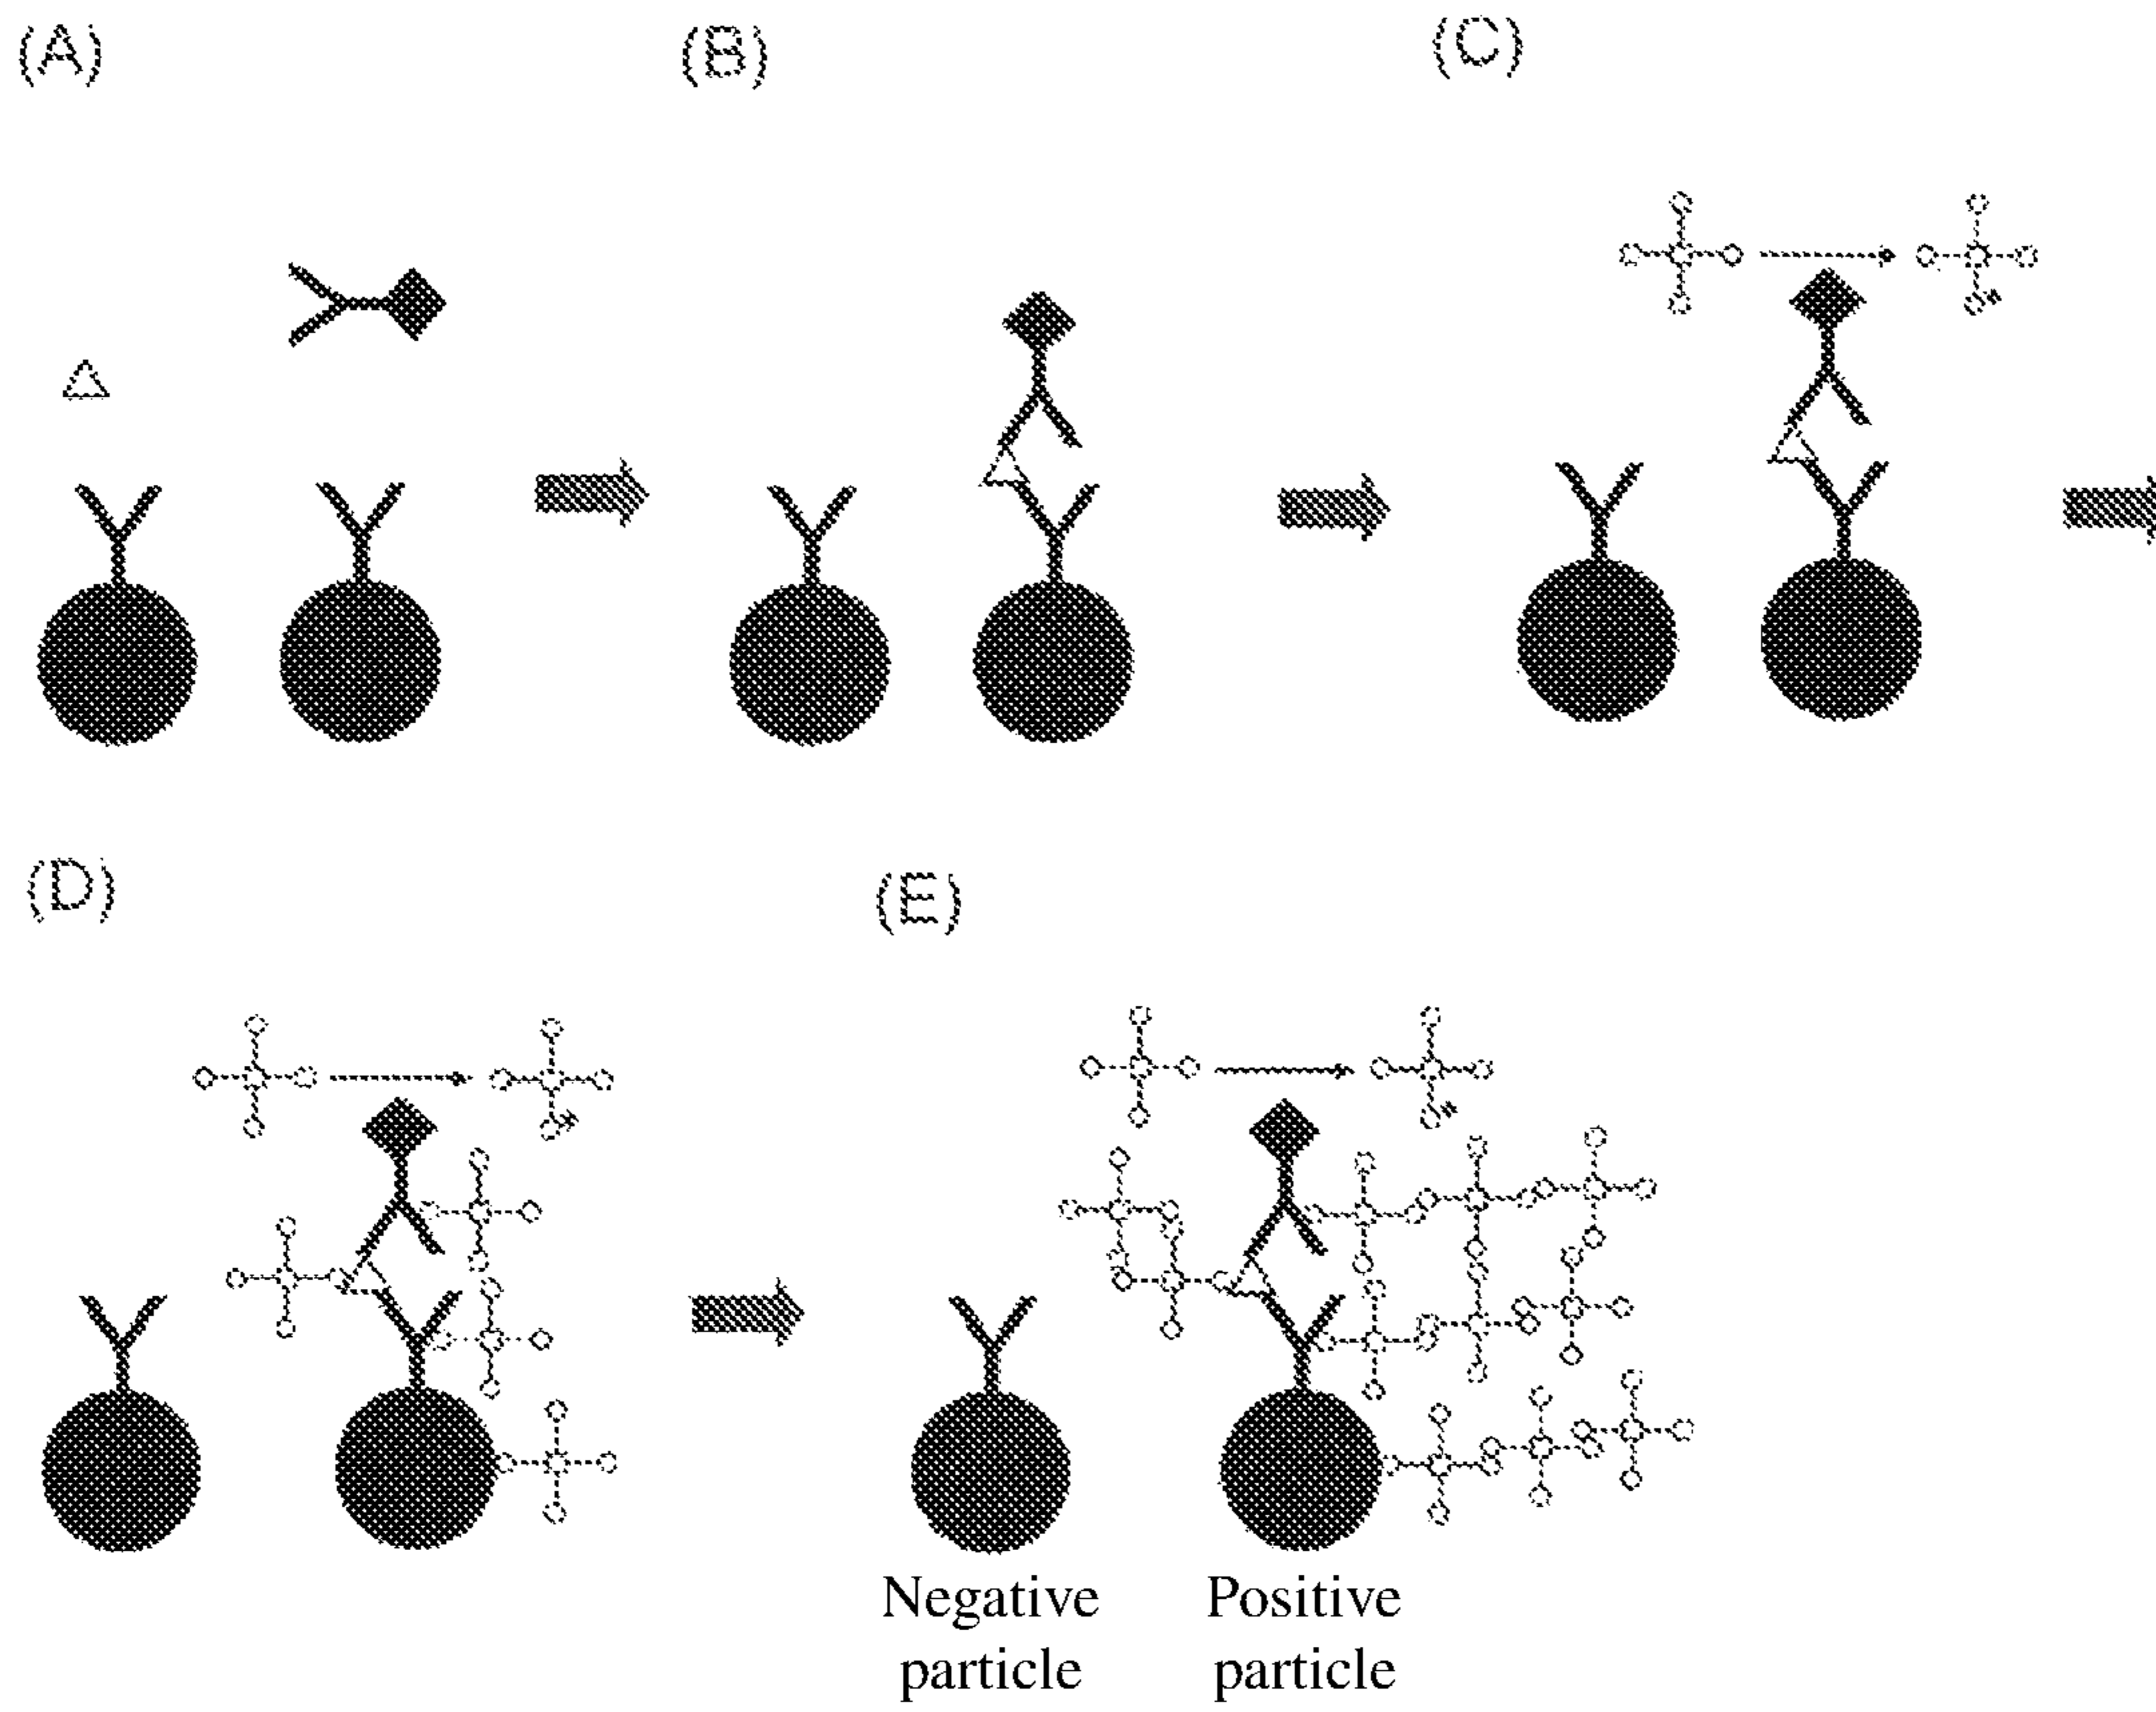 (A)
(B)
(C)
(D)
(E)
Negative
particle
Positive
particle